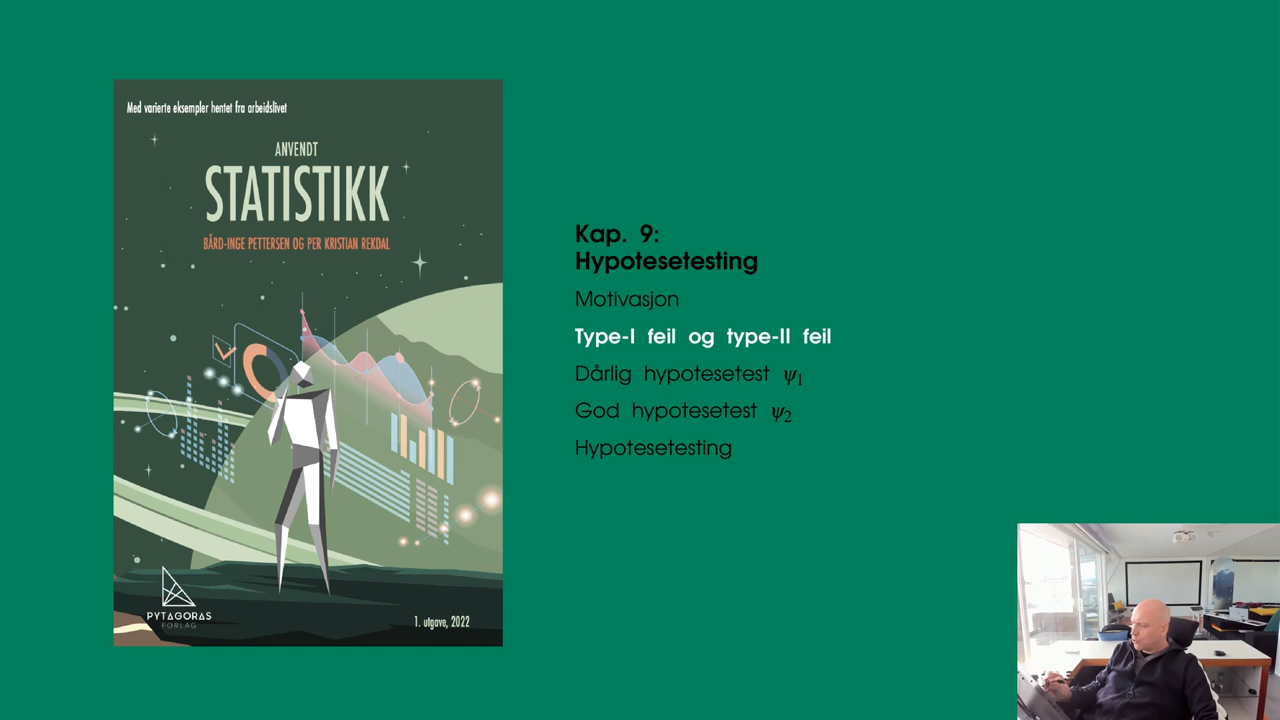 Med varierte eksempler hentet fra arbeidslivet
ANVENDT
STATISTIKK
BÅRD-INGE PETTERSEN OG PER KRISTIAN REKDAL
PYTAGORAS
FORLAG
1. utgave, 2022
Kap. 9:
Hypotesetesting
Motivasjon
Type-I feil og type-II feil
Dårlig hypotesetest ψ₁
God hypotesetest ψ₂
Hypotesetesting